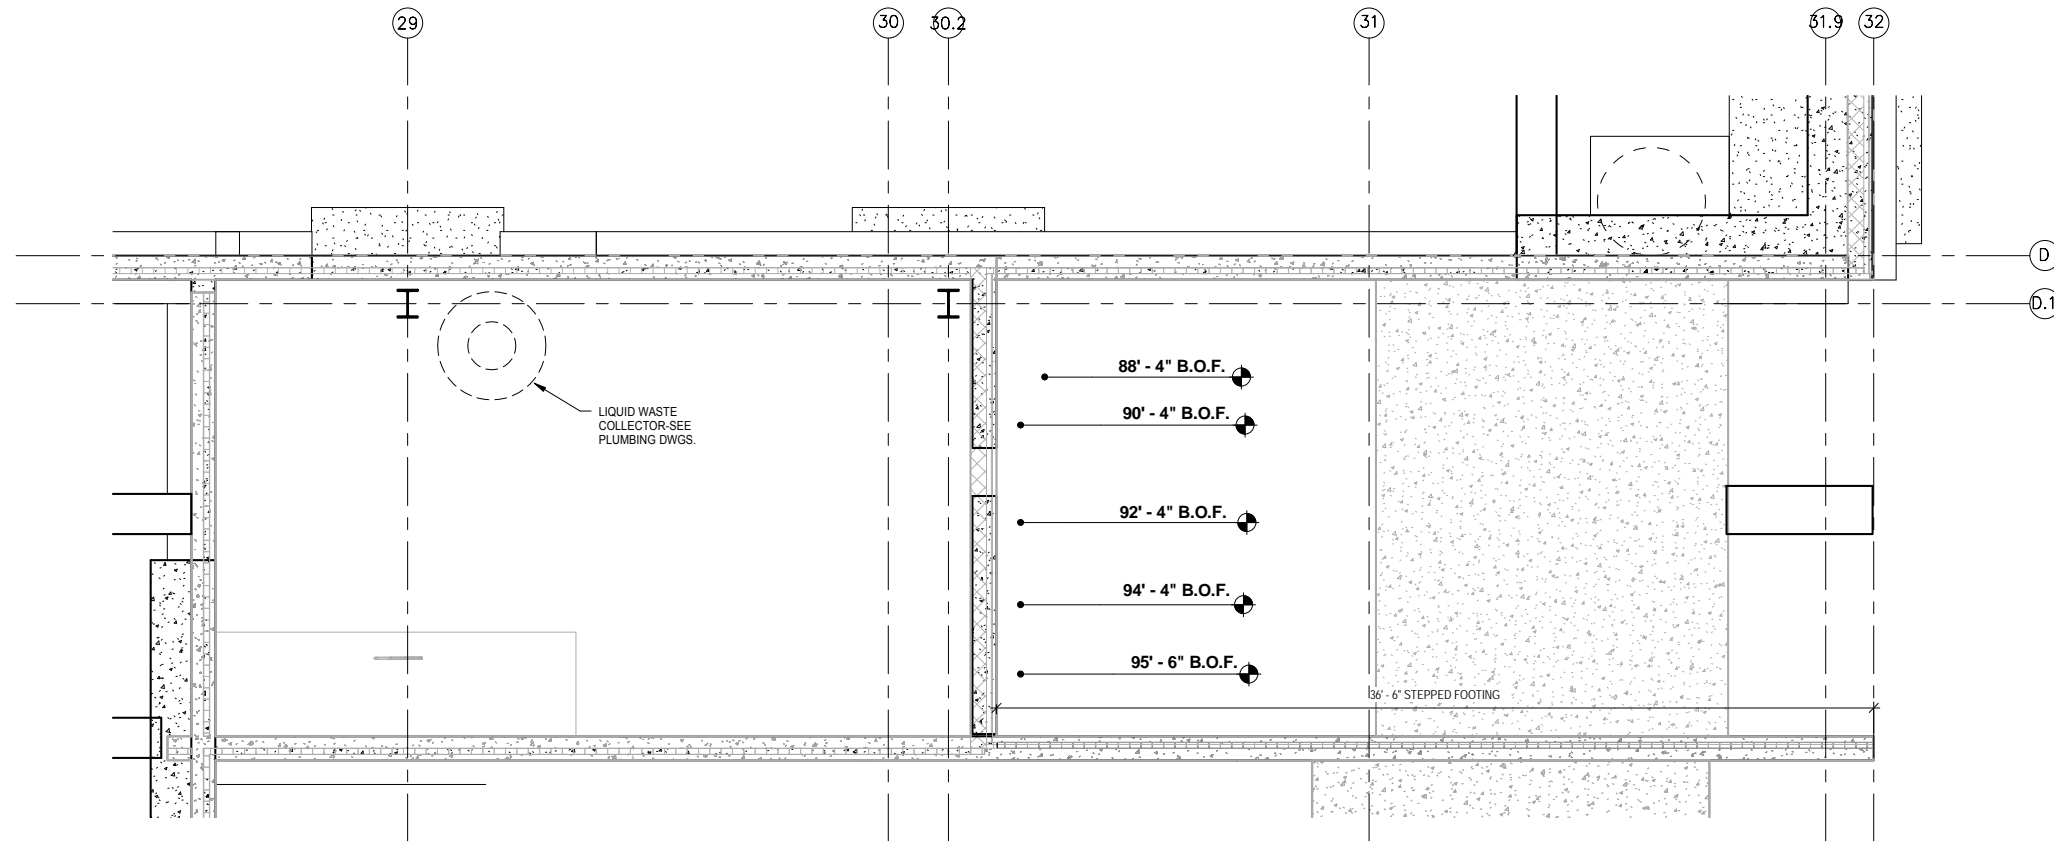 29
30
30.2
31
31.9
32
D
D.1
88' - 4" B.O.F.
90' - 4" B.O.F.
LIQUID WASTE
COLLECTOR-SEE
PLUMBING DWGS.
92' - 4" B.O.F.
94' - 4" B.O.F.
95' - 6" B.O.F.
36' - 6" STEPPED FOOTING